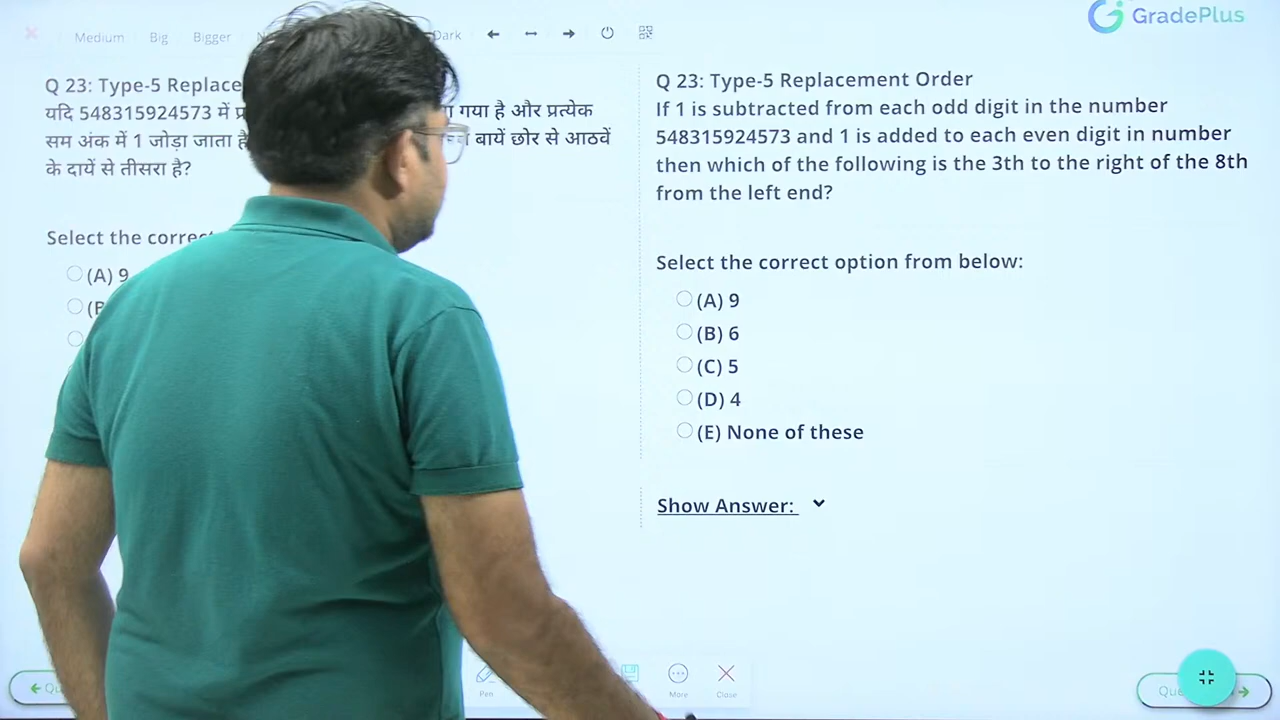 Medium Big Bigger Dark
GradePlus
Q 23: Type-5 Replace
यदि 548315924573 में गया है और प्रत्येक
सम अंक में 1 जोड़ा जाता है बायें छोर से आठवें
के दायें से तीसरा है?
Select the correc
(A) 9
Q 23: Type-5 Replacement Order
If 1 is subtracted from each odd digit in the number
548315924573 and 1 is added to each even digit in number
then which of the following is the 3th to the right of the 8th
from the left end?
Select the correct option from below:
(A) 9
(B) 6
(C) 5
(D) 4
(E) None of these
Show Answer:
Pen More Close